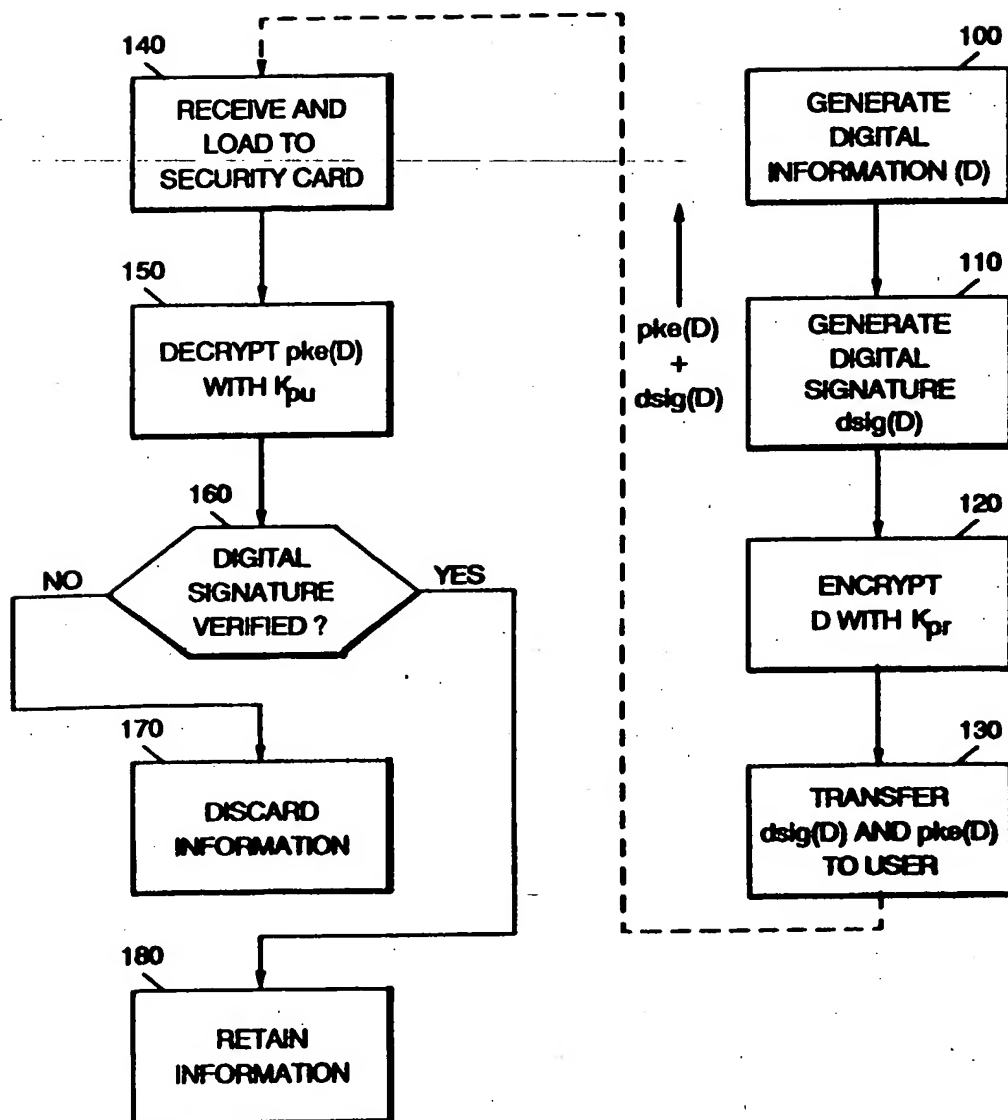 100
GENERATE
DIGITAL
INFORMATION (D)
110
GENERATE
DIGITAL
SIGNATURE
dsig(D)
120
ENCRYPT
D WITH Kpr
130
TRANSFER
dsig(D) AND pke(D)
TO USER
pke(D)
+
dsig(D)
140
RECEIVE AND
LOAD TO
SECURITY CARD
150
DECRYPT pke(D)
WITH Kpu
160
DIGITAL
SIGNATURE
VERIFIED ?
NO
YES
170
DISCARD
INFORMATION
180
RETAIN
INFORMATION